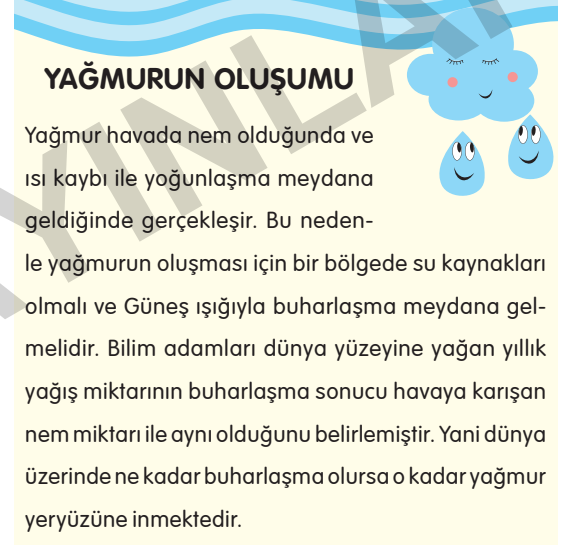 YAĞMURUN OLUŞUMU
Yağmur havada nem olduğunda ve
ısı kaybı ile yoğunlaşma meydana
geldiğinde gerçekleşir. Bu neden-
le yağmurun oluşması için bir bölgede su kaynakları
olmalı ve Güneş ışığıyla buharlaşma meydana gel-
melidir. Bilim adamları dünya yüzeyine yağan yıllık
yağış miktarının buharlaşma sonucu havaya karışan
nem miktarı ile aynı olduğunu belirlemiştir. Yani dünya
üzerinde ne kadar buharlaşma olursa o kadar yağmur
yeryüzüne inmektedir.